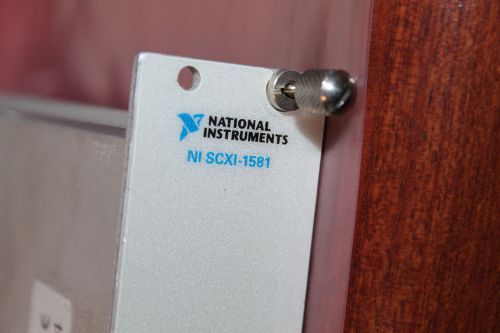 NATIONAL
INSTRUMENTS
NI SCXI-1581